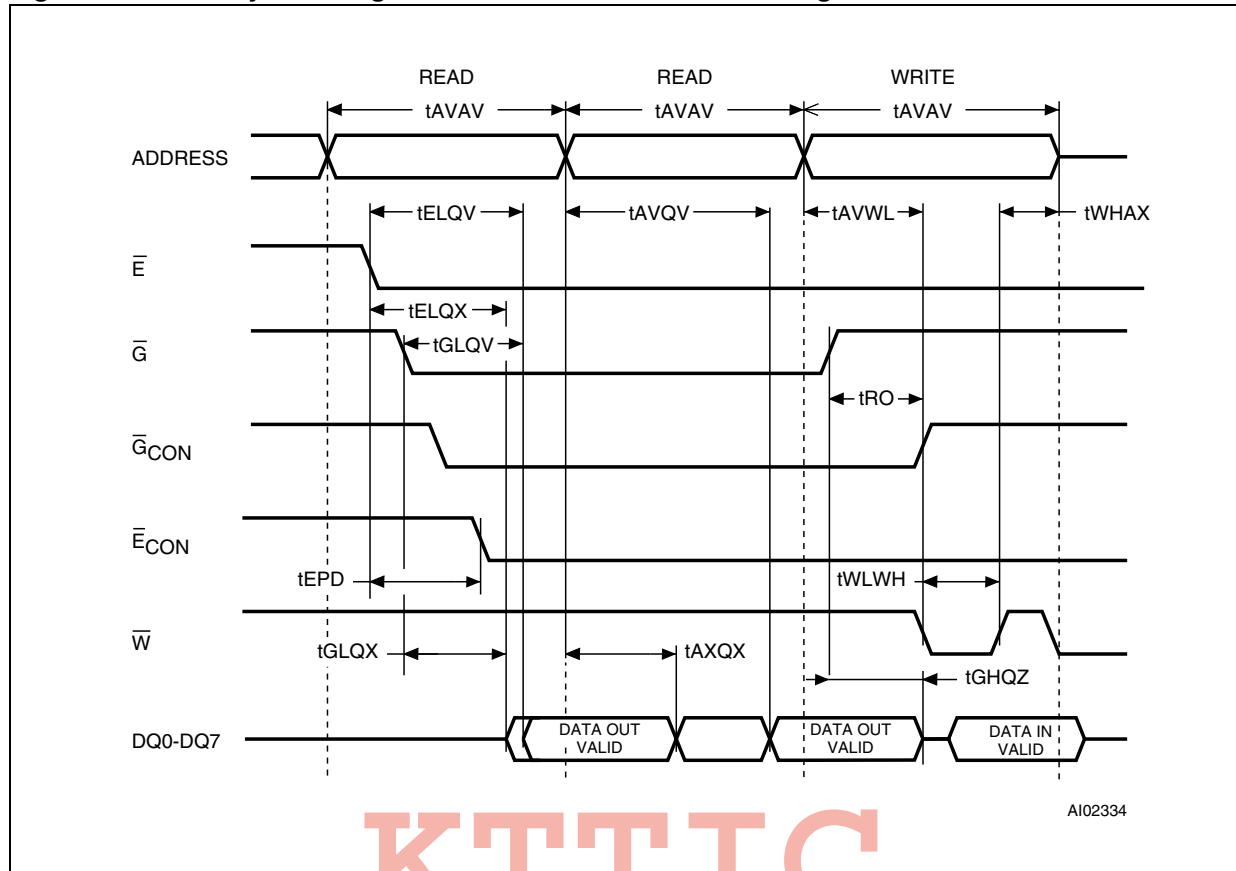 READ READ WRITE
tAVAV tAVAV tAVAV
ADDRESS
tELQV tAVQV tAVWL tWHAX
E
tELQX
G tGLQV
tRO
GCON
ECON
tEPD tWLWH
W
tGLQX tAXQX
tGHQZ
DQ0-DQ7 DATA OUT VALID DATA OUT VALID DATA IN VALID
AI02334